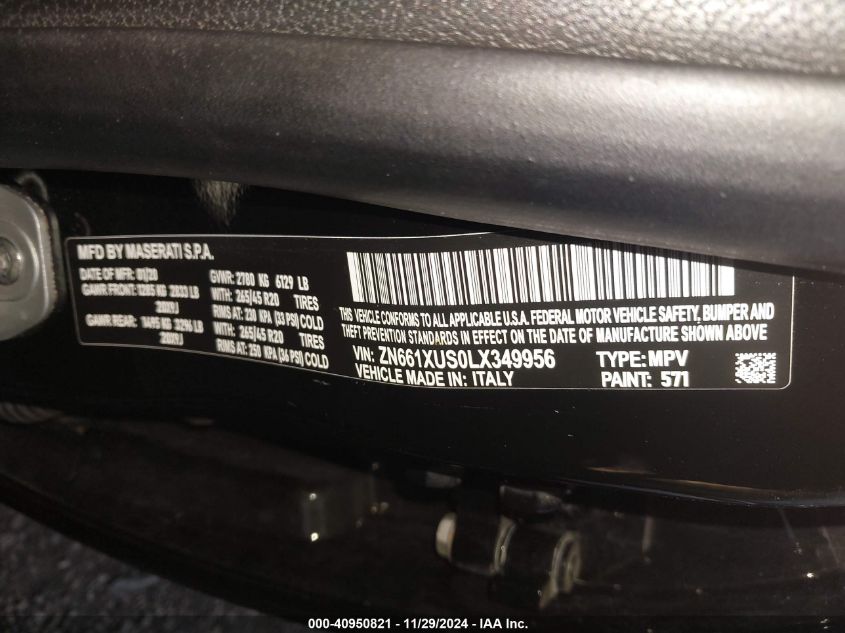 MFD BY MASERATI S.P.A.
DATE OF MFR: 01/20 GVWR: 2780 KG 6129 LB
GAWR FRONT: 1285 KG 2833 LB WITH: 265/45 R20 TIRES
20X9J RIMS AT: 230 KPA (33 PSI) COLD
GAWR REAR: 1495 KG 3296 LB WITH: 265/45 R20 TIRES
20X9J RIMS AT: 250 KPA (36 PSI) COLD
THIS VEHICLE CONFORMS TO ALL APPLICABLE U.S.A. FEDERAL MOTOR VEHICLE SAFETY, BUMPER AND
THEFT PREVENTION STANDARDS IN EFFECT ON THE DATE OF MANUFACTURE SHOWN ABOVE
VIN: ZN661XUS0LX349956 TYPE: MPV
VEHICLE MADE IN: ITALY PAINT: 571
000-40950821 - 11/29/2024 - IAA Inc.